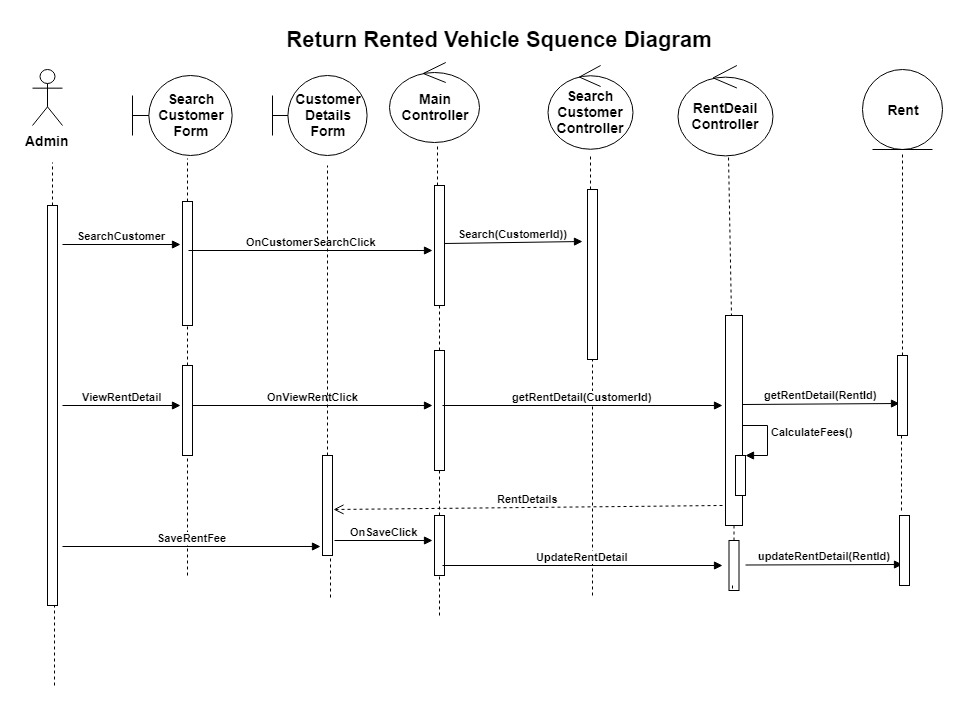 Return Rented Vehicle Squence Diagram
Admin
Search
Customer
Form
Customer
Details
Form
Main
Controller
Search
Customer
Controller
RentDeail
Controller
Rent
SearchCustomer
OnCustomerSearchClick
Search(CustomerId))
ViewRentDetail
OnViewRentClick
getRentDetail(CustomerId)
getRentDetail(RentId)
CalculateFees()
RentDetails
SaveRentFee
OnSaveClick
UpdateRentDetail
updateRentDetail(RentId)